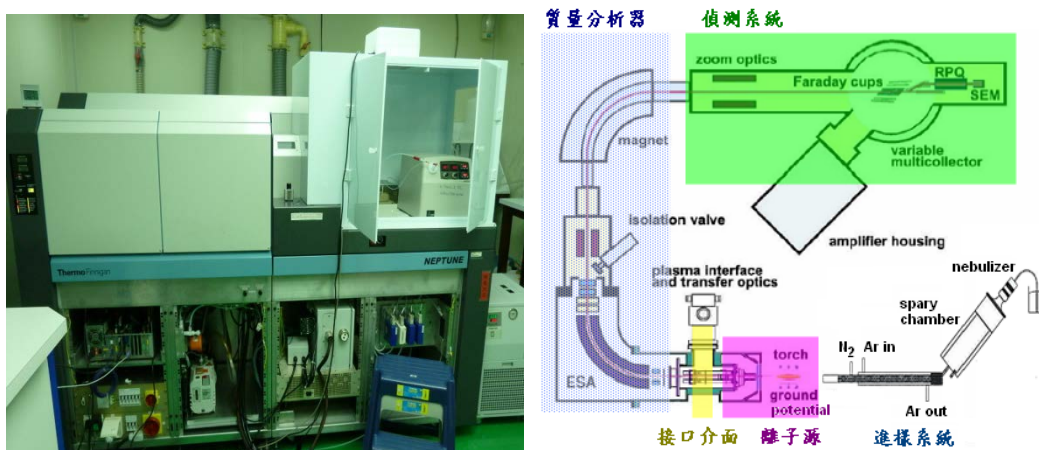 ThermoFinnigan
NEPTUNE
質量分析器
偵測系統
zoom optics
Faraday cups
RPQ
SEM
magnet
variable
multicollector
isolation valve
amplifier housing
plasma interface
and transfer optics
nebulizer
spary
chamber
torch
N2 Ar in
ESA
ground
potential
Ar out
接口介面
離子源
進樣系統